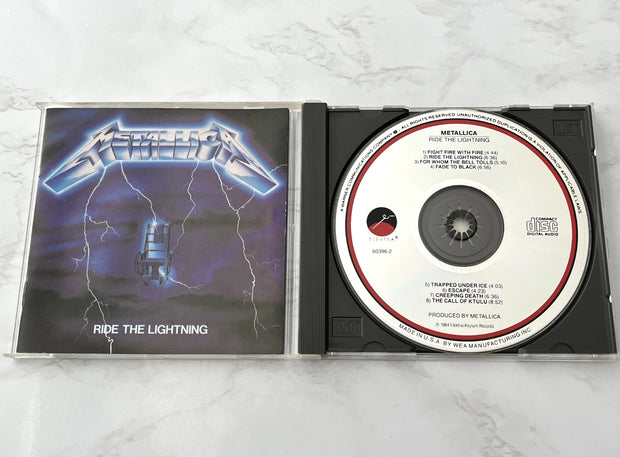 METALLICA
RIDE THE LIGHTNING
A WARNER COMMUNICATIONS COMPANY ALL RIGHTS RESERVED UNAUTHORIZED DUPLICATION IS A VIOLATION OF APPLICABLE LAWS
METALLICA
RIDE THE LIGHTNING
1) FIGHT FIRE WITH FIRE (4:44)
2) RIDE THE LIGHTNING (6:36)
3) FOR WHOM THE BELL TOLLS (5:10)
4) FADE TO BLACK (6:56)
ELEKTRA
60396-2
COMPACT
disc
DIGITAL AUDIO
5) TRAPPED UNDER ICE (4:03)
6) ESCAPE (4:23)
7) CREEPING DEATH (6:36)
8) THE CALL OF KTULU (8:52)
PRODUCED BY METALLICA
℗ 1984 Elektra/Asylum Records
MADE IN U.S.A. BY WEA MANUFACTURING INC.